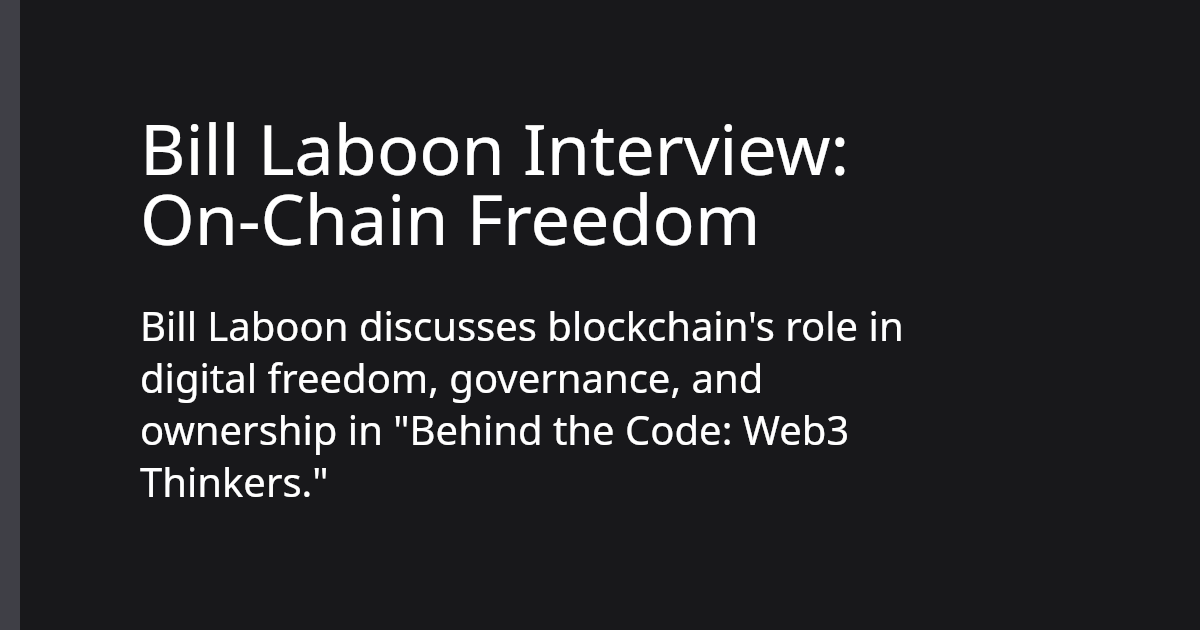 Bill Laboon Interview:
On-Chain Freedom
Bill Laboon discusses blockchain's role in
digital freedom, governance, and
ownership in "Behind the Code: Web3
Thinkers."